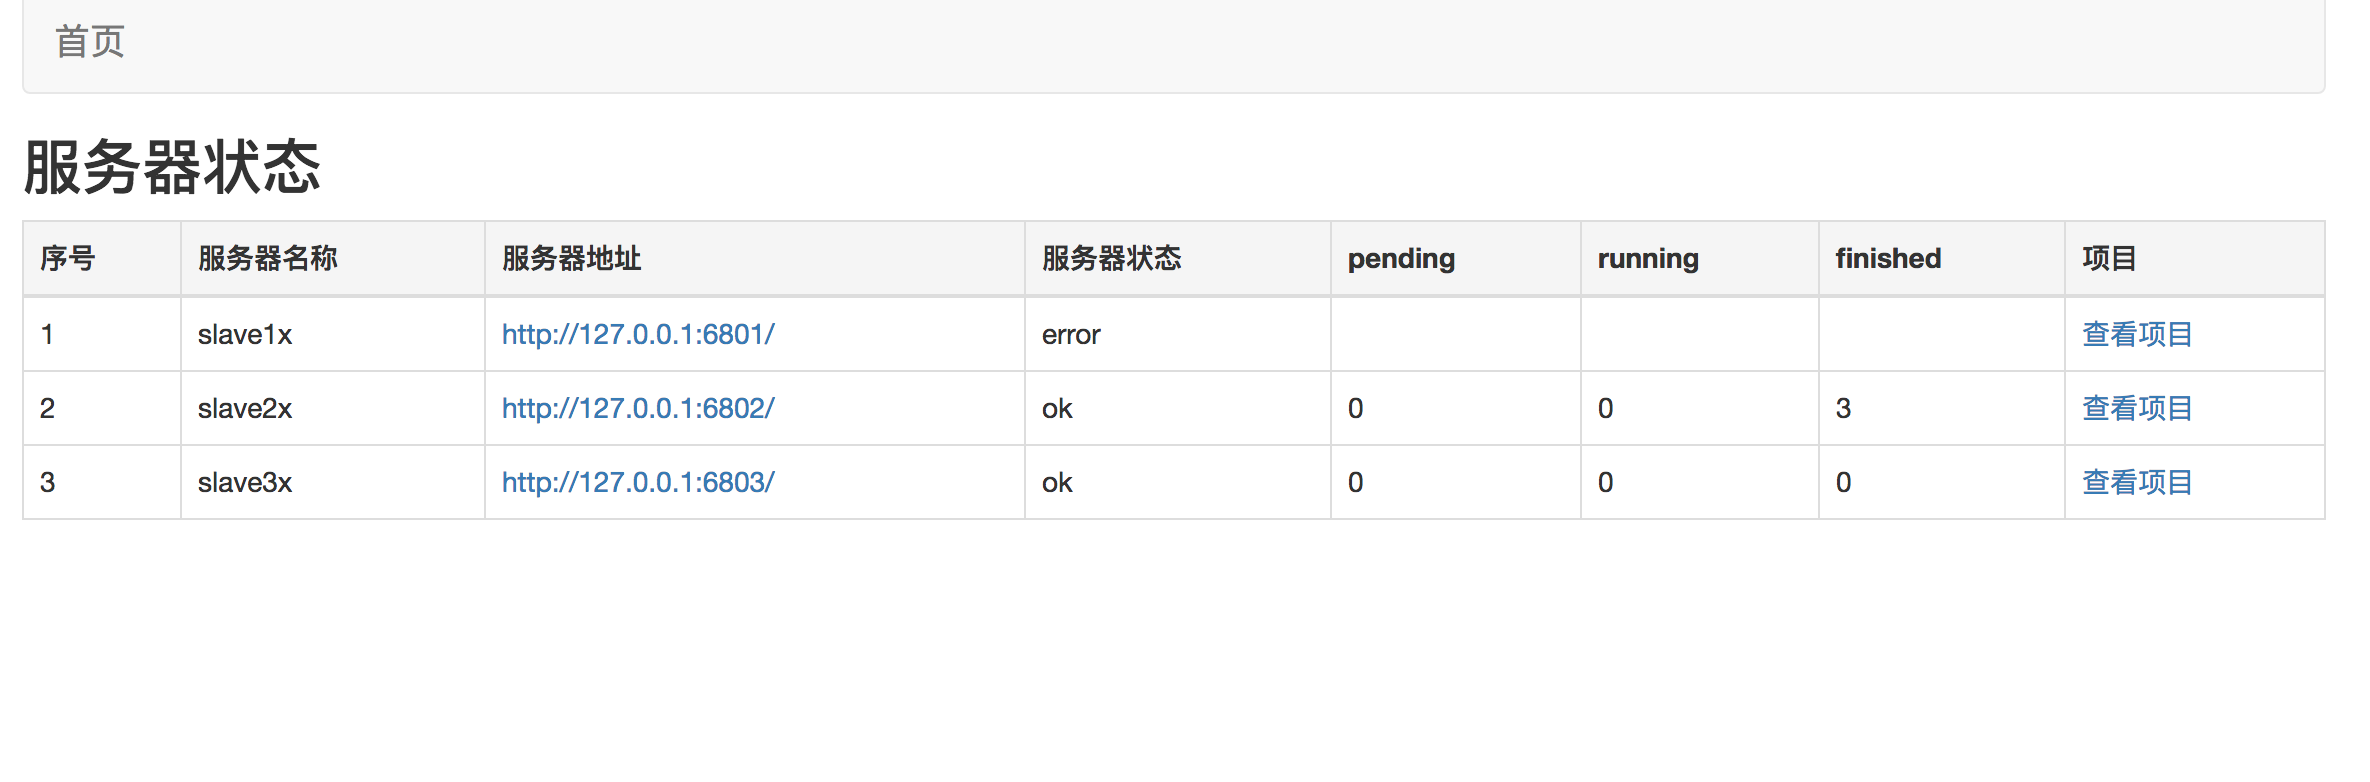 首页
服务器状态
序号 服务器名称 服务器地址 服务器状态 pending running finished 项目
1 slave1x http://127.0.0.1:6801/ error 查看项目
2 slave2x http://127.0.0.1:6802/ ok 0 0 3 查看项目
3 slave3x http://127.0.0.1:6803/ ok 0 0 0 查看项目